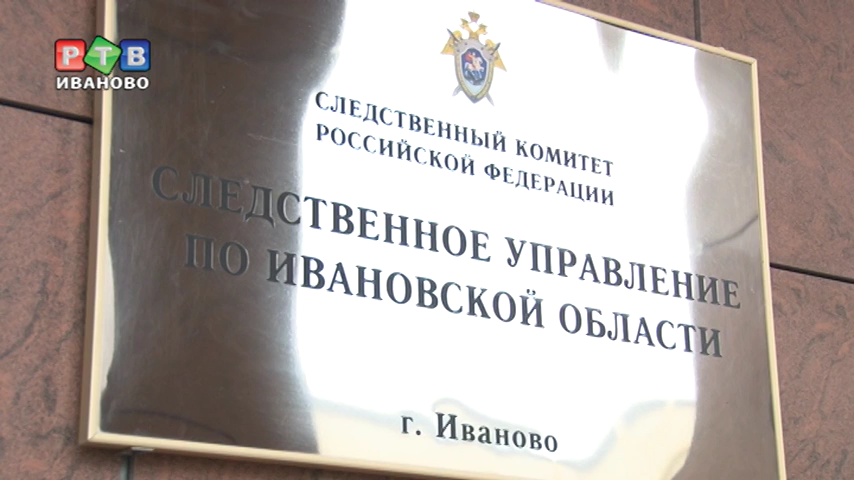 РТВ
ИВАНОВО
СЛЕДСТВЕННЫЙ КОМИТЕТ
РОССИЙСКОЙ ФЕДЕРАЦИИ
СЛЕДСТВЕННОЕ УПРАВЛЕНИЕ
ПО ИВАНОВСКОЙ ОБЛАСТИ
г. Иваново